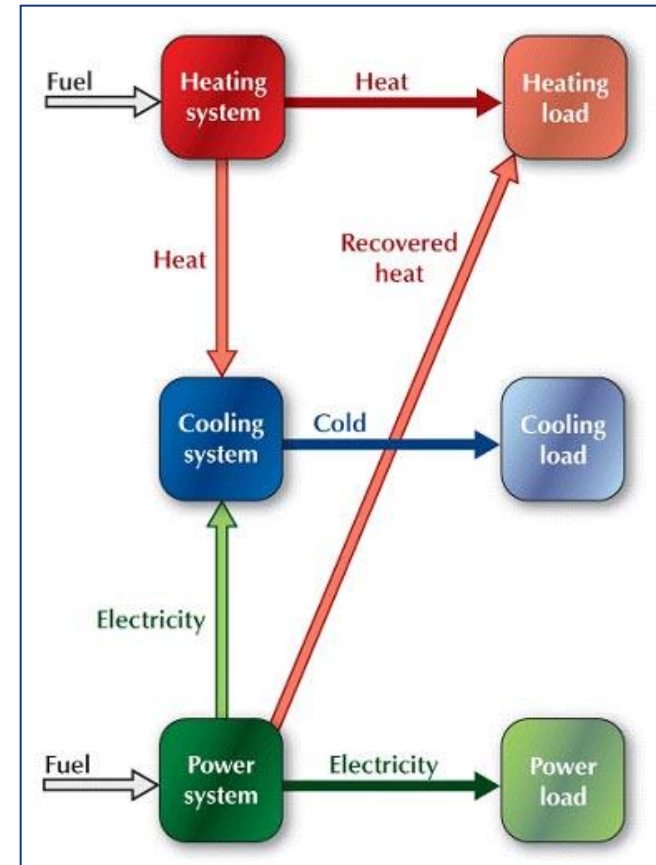 Fuel
Heating
system
Heat
Heating
load
Heat
Recovered
heat
Cooling
system
Cold
Cooling
load
Electricity
Fuel
Power
system
Electricity
Power
load